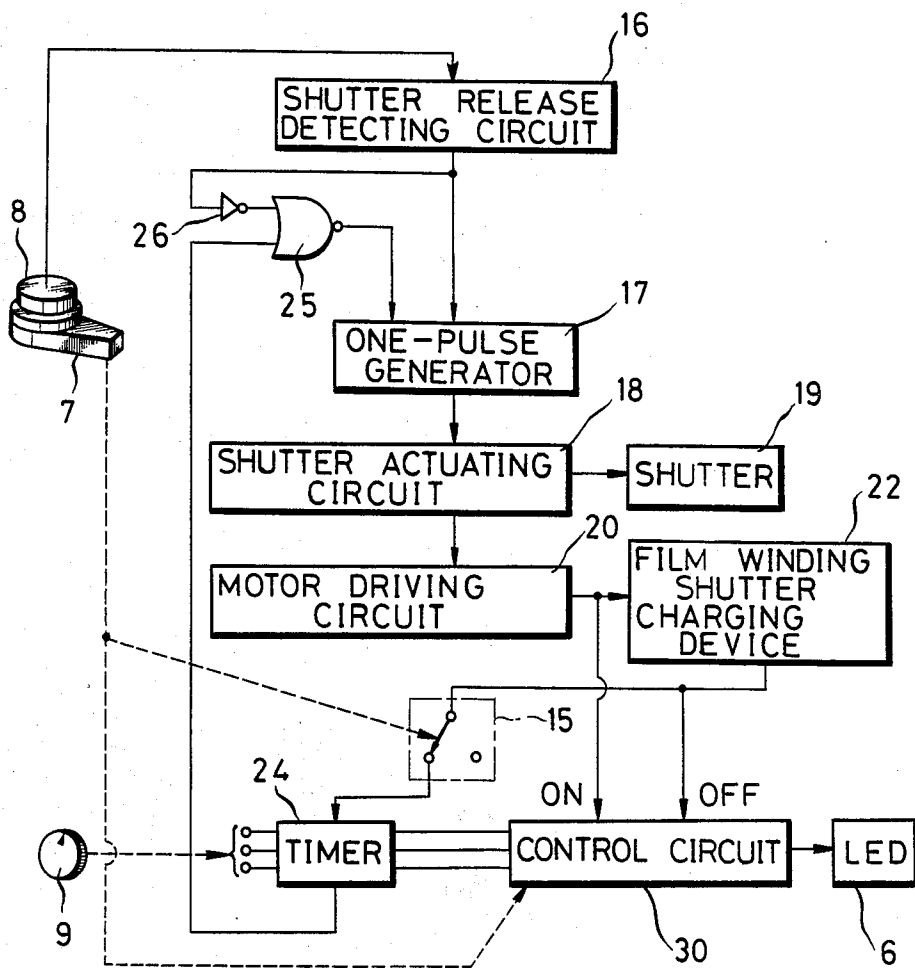 16
SHUTTER RELEASE
DETECTING CIRCUIT
8
26
25
17
ONE-PULSE
GENERATOR
7
18
19
SHUTTER ACTUATING
CIRCUIT
SHUTTER
20
22
MOTOR DRIVING
CIRCUIT
FILM WINDING
SHUTTER
CHARGING
DEVICE
15
24
ON
OFF
TIMER
CONTROL CIRCUIT
LED
9
30
6